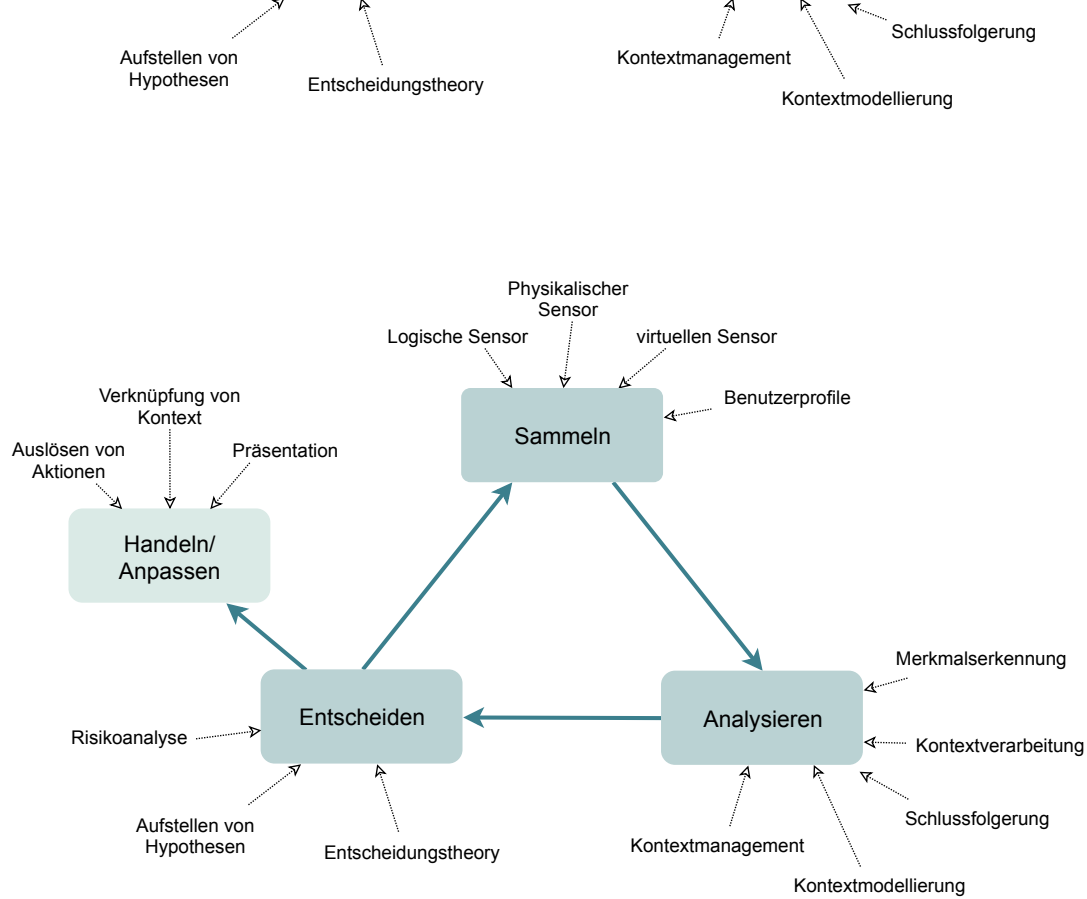 Schlussfolgerung
Aufstellen von
Hypothesen
Kontextmanagement
Entscheidungstheory
Kontextmodellierung
Physikalischer
Sensor
Logische Sensor
virtuellen Sensor
Verknüpfung von
Kontext
Benutzerprofile
Sammeln
Auslösen von
Aktionen
Präsentation
Handeln/
Anpassen
Merkmalserkennung
Entscheiden
Analysieren
Risikoanalyse
Kontextverarbeitung
Schlussfolgerung
Aufstellen von
Hypothesen
Entscheidungstheory
Kontextmanagement
Kontextmodellierung